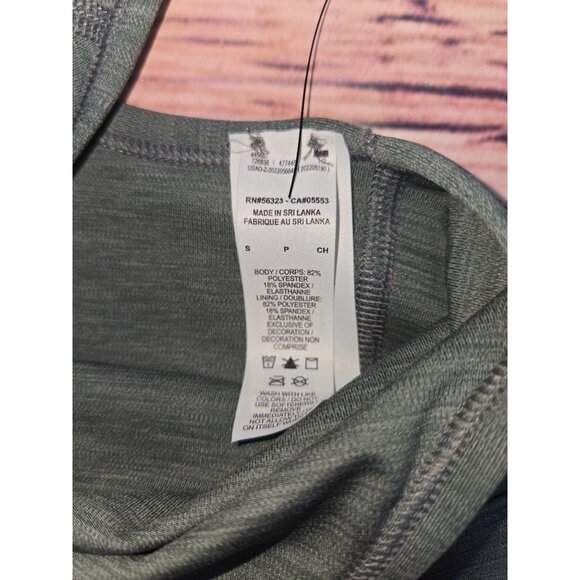 RN#56323 - CA#05553
MADE IN SRI LANKA
FABRIQUE AU SRI LANKA
S P CH
BODY / CORPS: 82%
POLYESTER
18% SPANDEX /
ELASTHANNE
LINING / DOUBLURE:
82% POLYESTER
18% SPANDEX /
ELASTHANNE
EXCLUSIVE OF
DECORATION /
DECORATION NON
COMPRISE
WASH WITH LIKE
COLORS / DO NOT
USE SOFTENERS
REMOVE
IMMEDIATELY
NOT ALLOW
ON ITSELF